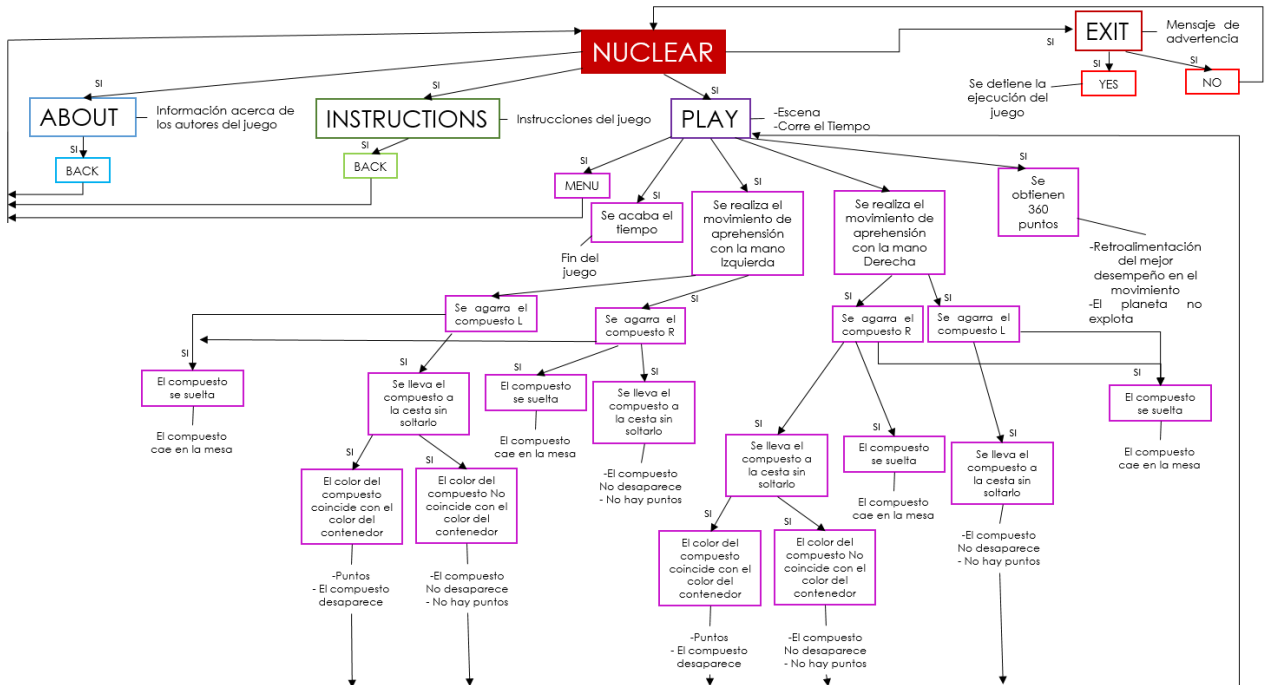 NUCLEAR
SI
EXIT
Mensaje de
advertencia
SI
YES
SI
NO
Se detiene la
ejecución del
juego
SI
ABOUT
Información acerca de
los autores del juego
SI
BACK
SI
INSTRUCTIONS
Instrucciones del juego
SI
BACK
SI
PLAY
-Escena
-Corre el Tiempo
SI
MENU
SI
Se acaba el
tiempo
Fin del
juego
SI
Se realiza el
movimiento de
aprehensión
con la mano
Izquierda
Se realiza el
movimiento de
aprehensión
con la mano
Derecha
SI
Se
obtienen
360
puntos
-Retroalimentación
del mejor
desempeño en el
movimiento
-El planeta no
explota
SI
Se agarra el
compuesto L
SI
Se agarra el
compuesto R
SI
Se agarra el
compuesto R
SI
Se agarra el
compuesto L
SI
El compuesto
se suelta
El compuesto
cae en la mesa
SI
Se lleva el
compuesto a
la cesta sin
soltarlo
SI
El compuesto
se suelta
El compuesto
cae en la mesa
SI
Se lleva el
compuesto a
la cesta sin
soltarlo
-El compuesto
No desaparece
- No hay puntos
SI
El color del
compuesto
coincide con el
color del
contenedor
-Puntos
- El compuesto
desaparece
SI
El color del
compuesto No
coincide con el
color del
contenedor
-El compuesto
No desaparece
- No hay puntos
SI
Se lleva el
compuesto a
la cesta sin
soltarlo
SI
El compuesto
se suelta
El compuesto
cae en la mesa
SI
Se lleva el
compuesto a
la cesta sin
soltarlo
-El compuesto
No desaparece
- No hay puntos
SI
El compuesto
se suelta
El compuesto
cae en la mesa
SI
El color del
compuesto
coincide con el
color del
contenedor
-Puntos
- El compuesto
desaparece
SI
El color del
compuesto No
coincide con el
color del
contenedor
-El compuesto
No desaparece
- No hay puntos